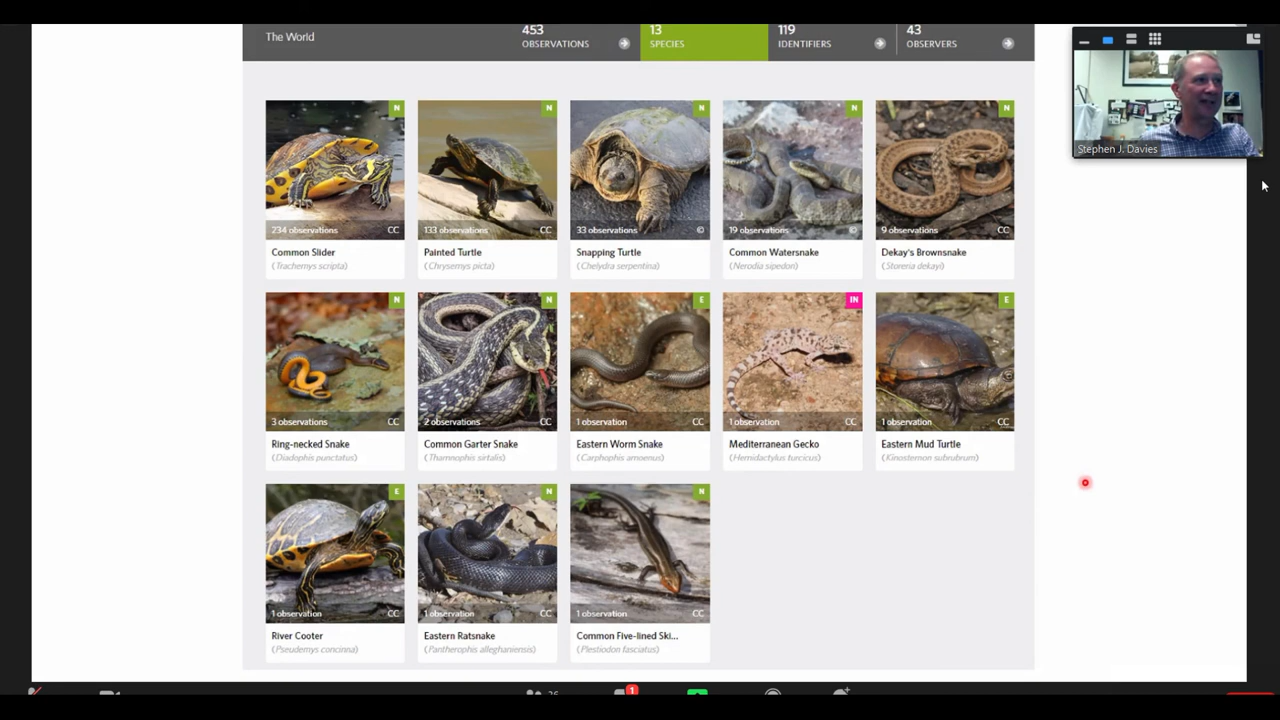 453
13
119
43
The World
OBSERVATIONS
SPECIES
IDENTIFIERS
OBSERVERS
Stephen J. Davies
N
N
N
N
N
234 observations CC
133 observations CC
33 observations ©
19 observations ©
9 observations CC
Common Slider
Painted Turtle
Snapping Turtle
Common Watersnake
Dekay's Brownsnake
(Trachemys scripta)
(Chrysemys picta)
(Chelydra serpentina)
(Nerodia sipedon)
(Storeria dekayi)
N
N
E
IN
E
3 observations CC
2 observations CC
1 observation CC
1 observation CC
1 observation CC
Ring-necked Snake
Common Garter Snake
Eastern Worm Snake
Mediterranean Gecko
Eastern Mud Turtle
(Diadophis punctatus)
(Thamnophis sirtalis)
(Carphophis amoenus)
(Hemidactylus turcicus)
(Kinosternon subrubrum)
E
N
N
1 observation CC
1 observation CC
1 observation CC
River Cooter
Eastern Ratsnake
Common Five-lined Ski...
(Pseudemys concinna)
(Pantherophis alleghaniensis)
(Plestiodon fasciatus)
1